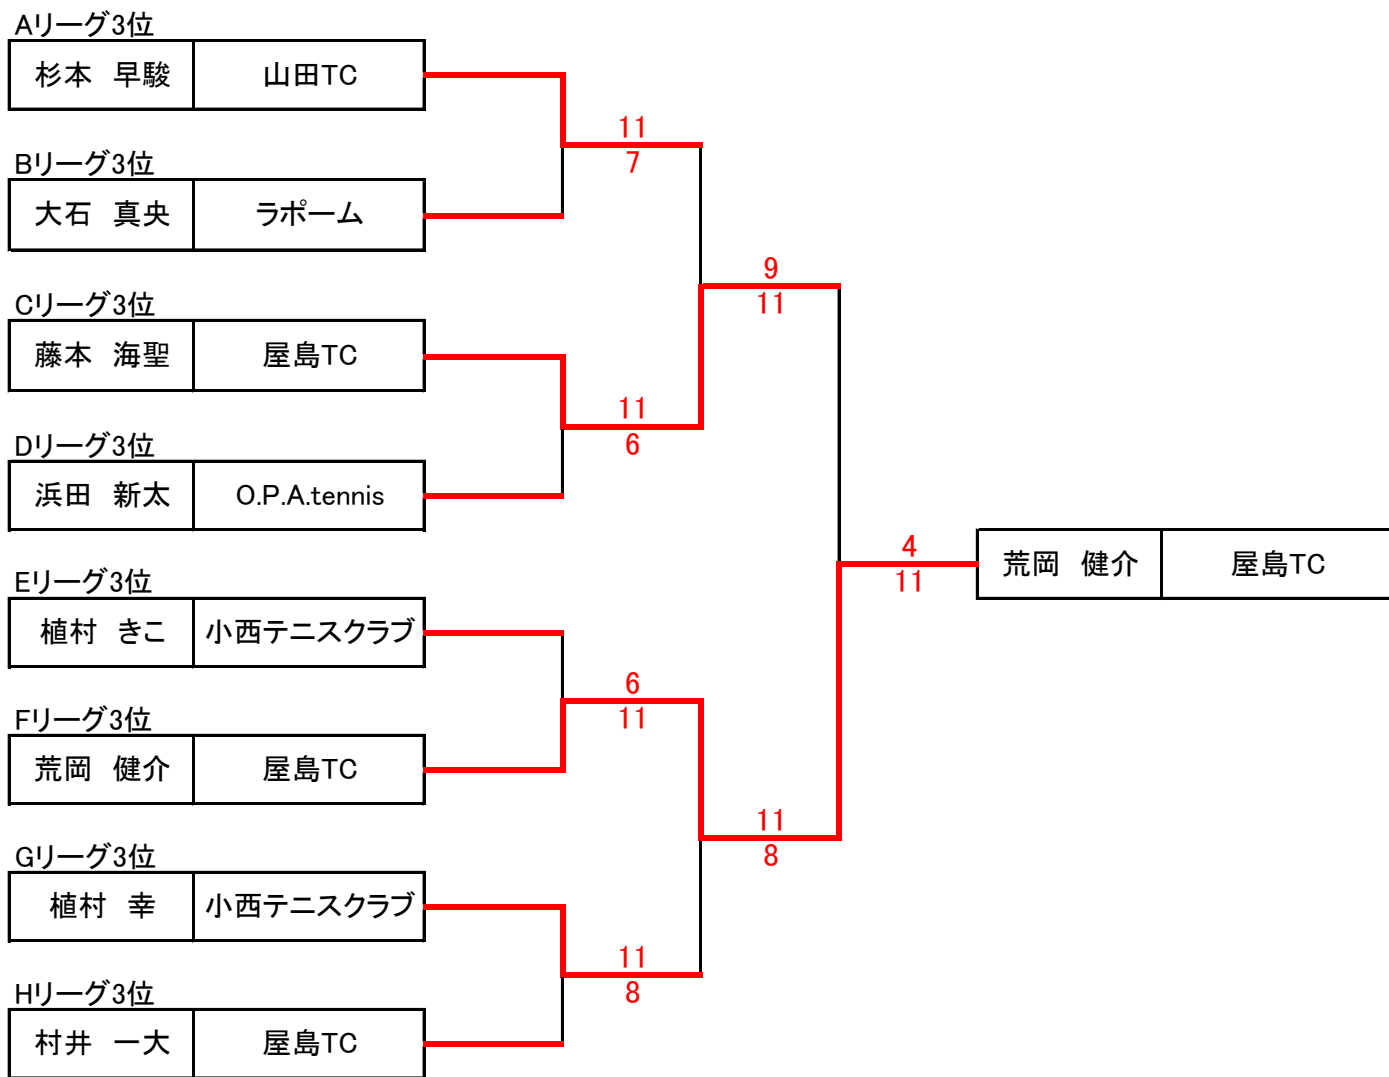 Aリーグ3位
杉本　早駿 山田TC
11
7
Bリーグ3位
大石　真央 ラポーム
9
11
Cリーグ3位
藤本　海聖 屋島TC
11
6
Dリーグ3位
浜田　新太 O.P.A.tennis
4
11
荒岡　健介 屋島TC
Eリーグ3位
植村　きこ 小西テニスクラブ
6
11
Fリーグ3位
荒岡　健介 屋島TC
11
8
Gリーグ3位
植村　幸 小西テニスクラブ
11
8
Hリーグ3位
村井　一大 屋島TC